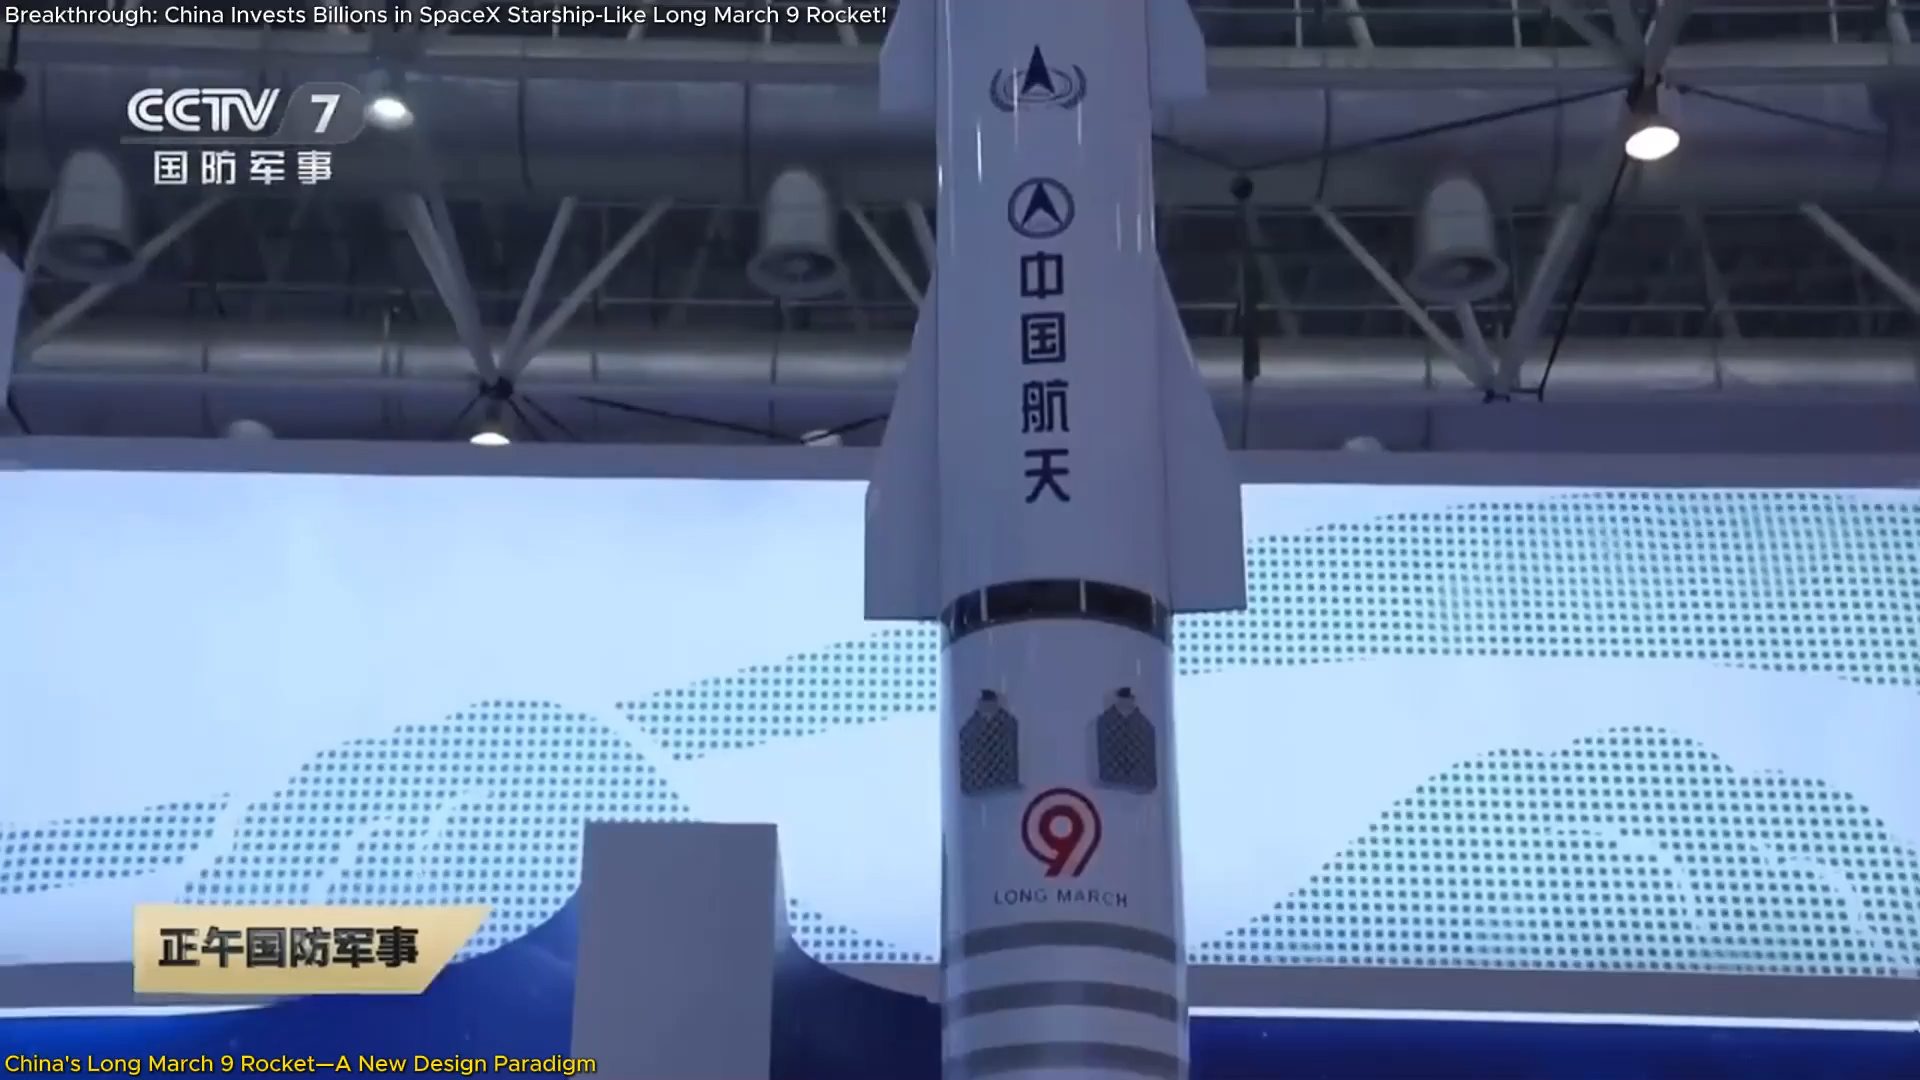 Breakthrough: China Invests Billions in SpaceX Starship-Like Long March 9 Rocket!
CCTV 7
国防军事
中国航天
9
LONG MARCH
正午国防军事
China's Long March 9 Rocket—A New Design Paradigm